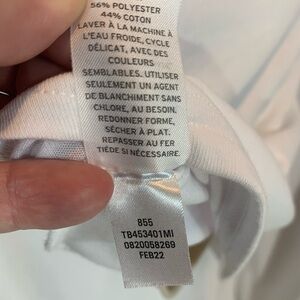 56% POLYESTER
44% COTON
LAVER À LA MACHINE À
L'EAU FROIDE, CYCLE
DÉLICAT, AVEC DES
COULEURS
SEMBLABLES. UTILISER
SEULEMENT UN AGENT
DE BLANCHIMENT SANS
CHLORE, AU BESOIN.
REDONNER FORME,
SÉCHER À PLAT.
REPASSER AU FER
TIÈDE SI NÉCESSAIRE.
855
TB453401MI
0820058269
FEB22